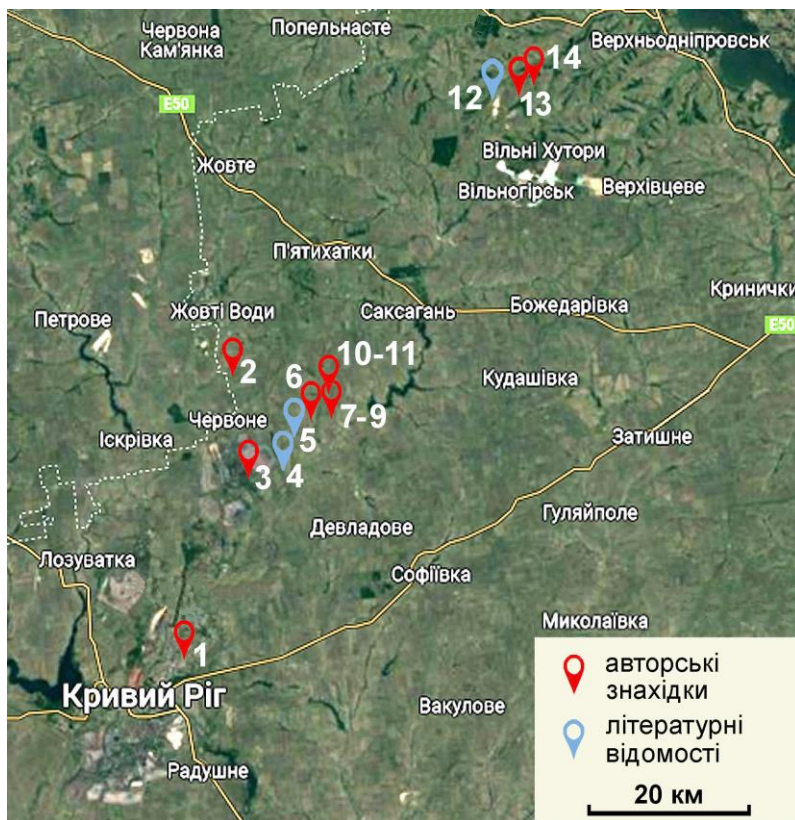 Червона
Кам'янка
Попельнасте
Верхньодніпровськ
14
12
13
E50
Жовте
Вільні Хутори
Вільногірськ
Верхівцеве
П'ятихатки
Кринички
Жовті Води
Саксагань
Божедарівка
E50
Петрове
2
10-11
6
Кудашівка
7-9
Червоне
Іскрівка
5
Затишне
3
4
Девладове
Гуляйполе
Лозуватка
Софіївка
Миколаївка
1
Кривий Ріг
Вакулове
Радушне
авторські
знахідки
літературні
відомості
20 км